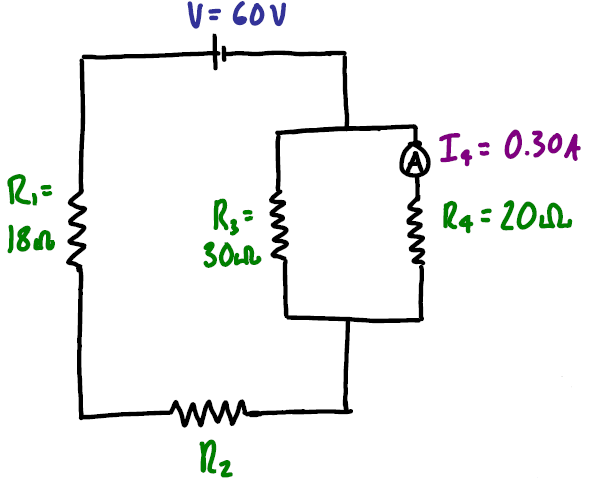 V = 60V
I₄ = 0.30A
A
R₁ =
18Ω
R₃ =
30Ω
R₄ = 20Ω
R₂